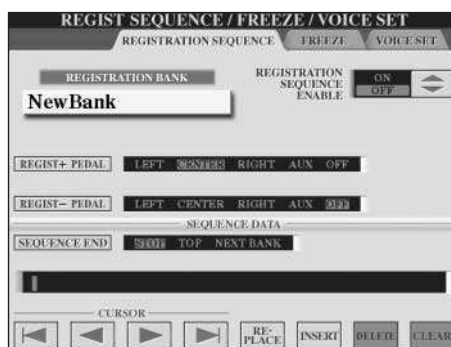 REGIST SEQUENCE / FREEZE / VOICE SET
REGISTRATION SEQUENCE FREEZE VOICE SET
REGISTRATION BANK
NewBank
REGISTRATION
SEQUENCE
ENABLE
ON
OFF
REGIST+ PEDAL LEFT CENTER RIGHT AUX OFF
REGIST− PEDAL LEFT CENTER RIGHT AUX OFF
SEQUENCE DATA
SEQUENCE END STOP TOP NEXT BANK
CURSOR
RE-
PLACE
INSERT
DELETE
CLEAR